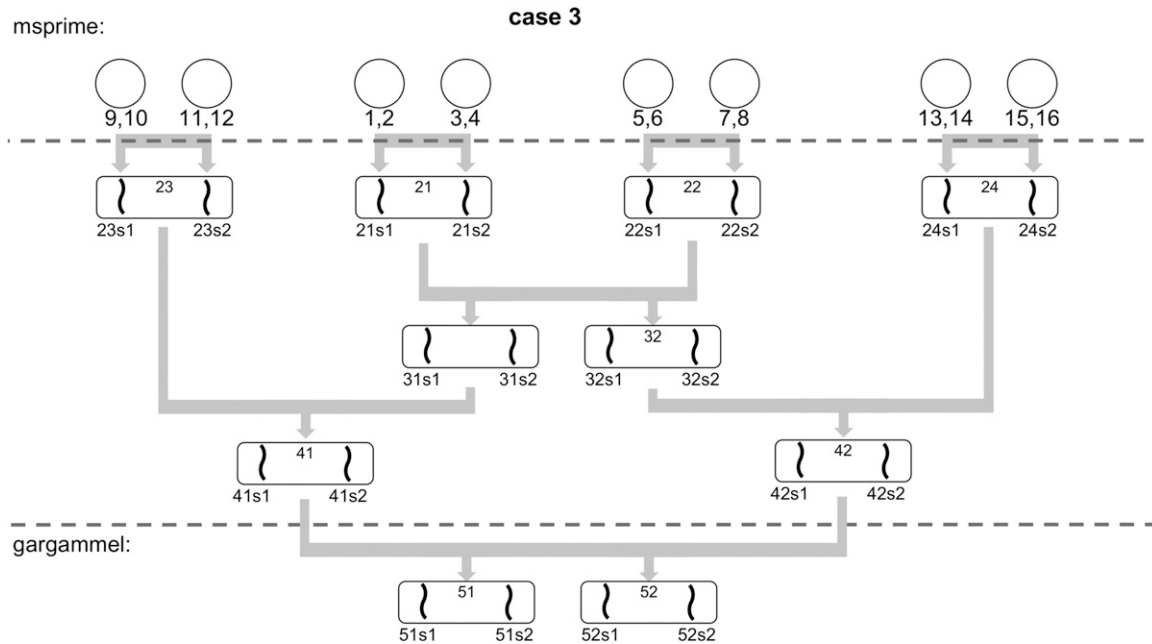 case 3
msprime:
9,10 11,12 1,2 3,4 5,6 7,8 13,14 15,16
23 21 22 24
23s1 23s2 21s1 21s2 22s1 22s2 24s1 24s2
32
31s1 31s2 32s1 32s2
41 42
41s1 41s2 42s1 42s2
gargammel:
51 52
51s1 51s2 52s1 52s2